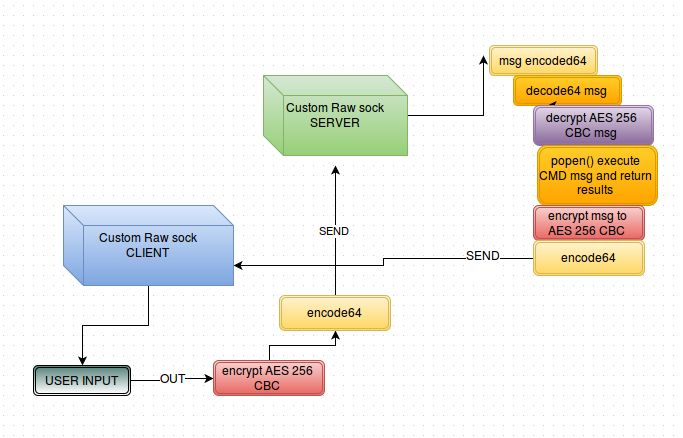 msg encoded64
decode64 msg
decrypt AES 256
CBC msg
popen() execute
CMD msg and return
results
encrypt msg to
AES 256 CBC
encode64
SEND
Custom Raw sock
SERVER
SEND
Custom Raw sock
CLIENT
encode64
encrypt AES 256
CBC
OUT
USER INPUT